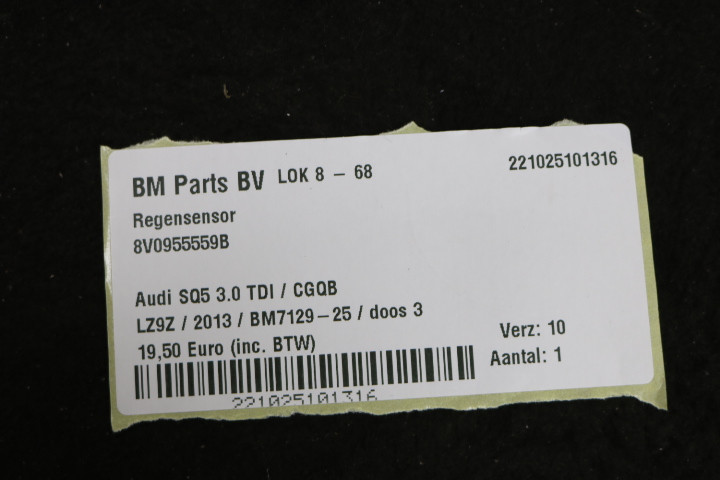 BM Parts BV LOK 8 – 68 221025101316
Regensensor
8V0955559B
Audi SQ5 3.0 TDI / CGQB
LZ9Z / 2013 / BM7129–25 / doos 3
19,50 Euro (inc. BTW)
Verz: 10
Aantal: 1
221025101316